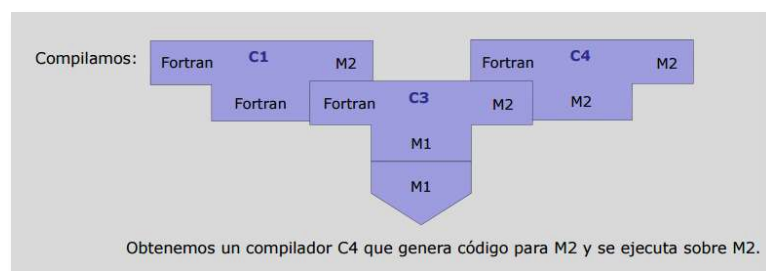 Compilamos: Fortran C1 M2 Fortran C4 M2
Fortran Fortran C3 M2 M2
M1
M1
Obtenemos un compilador C4 que genera código para M2 y se ejecuta sobre M2.